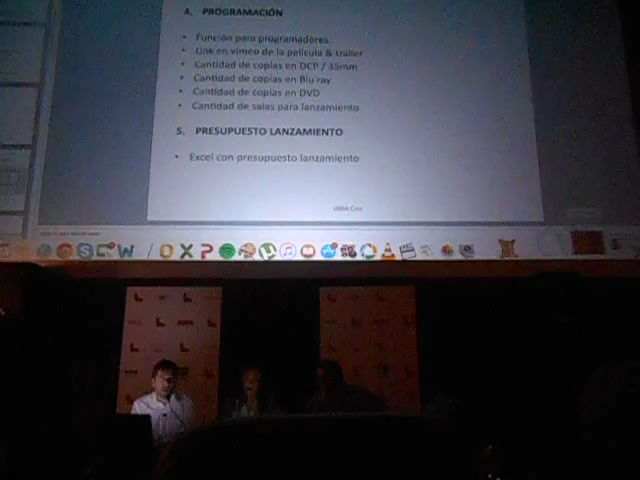 4. PROGRAMACIÓN
• Función para programadores
• Link en vimeo de la película & trailer
• Cantidad de copias en DCP / 35mm
• Cantidad de copias en Blu ray
• Cantidad de copias en DVD
• Cantidad de salas para lanzamiento
5. PRESUPUESTO LANZAMIENTO
• Excel con presupuesto lanzamiento